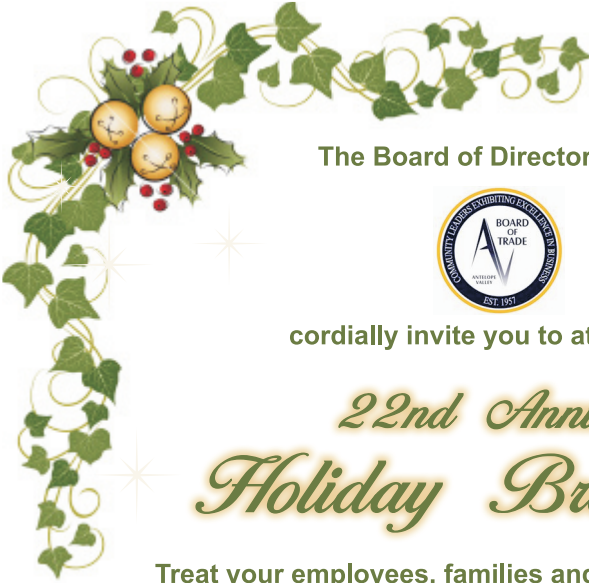 The Board of Director
COMMUNITY LEADERS EXHIBITING EXCELLENCE IN BUSINESS
BOARD
OF
TRADE
AV
ANTELOPE
VALLEY
EST. 1957
cordially invite you to at
22nd Annu
Holiday Br
Treat your employees, families and